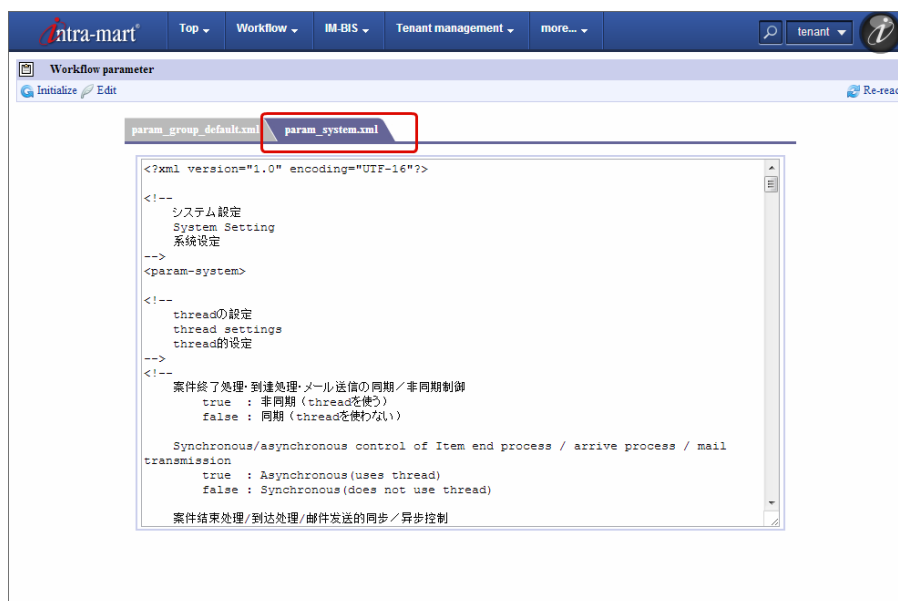 intra-mart
Top
Workflow
IM-BIS
Tenant management
more...
tenant
Workflow parameter
Initialize
Edit
Re-read
param_group_default.xml
param_system.xml
<?xml version="1.0" encoding="UTF-16"?>
<!--
システム設定
System Setting
系统设定
-->
<param-system>
<!--
threadの設定
thread settings
thread的设定
-->
<!--
案件終了処理・到達処理・メール送信の同期／非同期制御
true : 非同期（threadを使う）
false : 同期（threadを使わない）
Synchronous/asynchronous control of Item end process / arrive process / mail
transmission
true : Asynchronous(uses thread)
false : Synchronous(does not use thread)
案件结束处理/到达处理/邮件发送的同步／异步控制